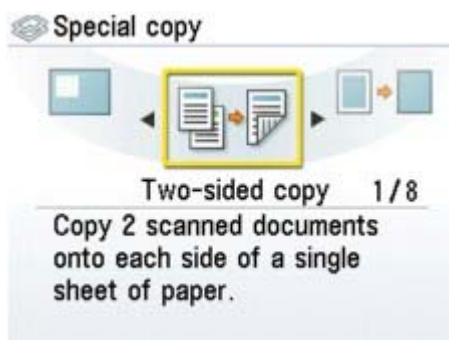 Special copy
Two-sided copy 1/8
Copy 2 scanned documents
onto each side of a single
sheet of paper.